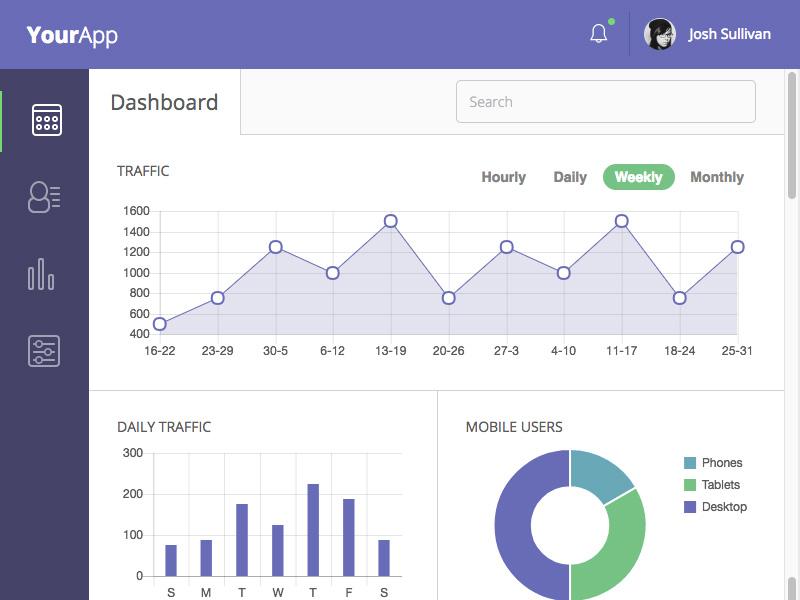 YourApp
Josh Sullivan
Dashboard
Search
TRAFFIC
Hourly Daily Weekly Monthly
1600
1400
1200
1000
800
600
400
16-22 23-29 30-5 6-12 13-19 20-26 27-3 4-10 11-17 18-24 25-31
DAILY TRAFFIC
300
200
100
0
S M T W T F S
MOBILE USERS
Phones
Tablets
Desktop